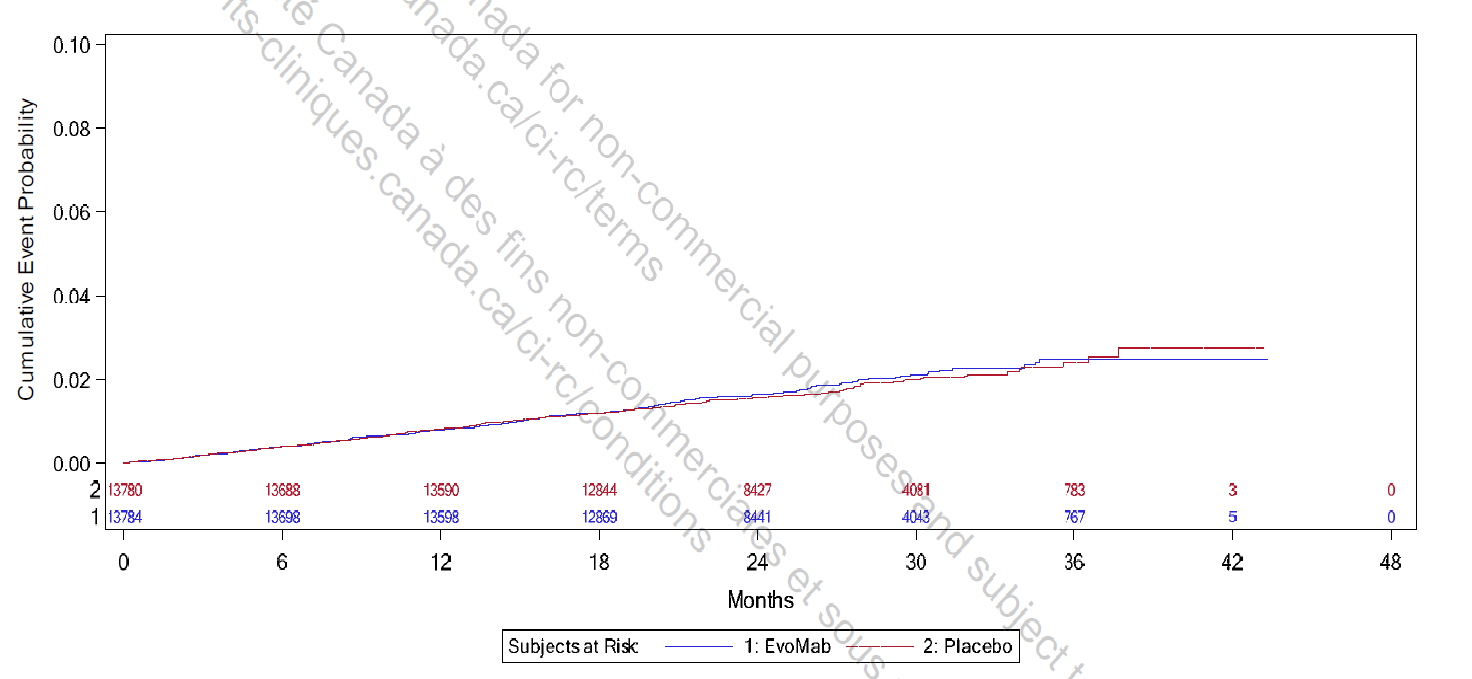 0.10
0.08
0.06
0.04
0.02
0.00
Cumulative Event Probability
2 13780 13688 13590 12844 8427 4081 783 3 0
1 13784 13698 13598 12869 8441 4043 767 5 0
0 6 12 18 24 30 36 42 48
Months
Subjects at Risk: 1: EvoMab 2: Placebo
nada for non-commercial purposes and subject t
anada.ca/ci-rc/terms
té Canada à des fins non-commerciales et sous
ts-cliniques.canada.ca/ci-rc/conditions